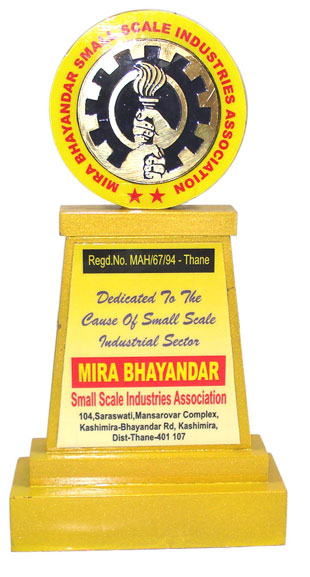 MIRA BHAYANDAR SMALL SCALE INDUSTRIES ASSOCIATION
Regd.No. MAH/67/94 - Thane
Dedicated To The
Cause Of Small Scale
Industrial Sector
MIRA BHAYANDAR
Small Scale Industries Association
104,Saraswati,Mansarovar Complex,
Kashimira-Bhayandar Rd, Kashimira,
Dist-Thane-401 107